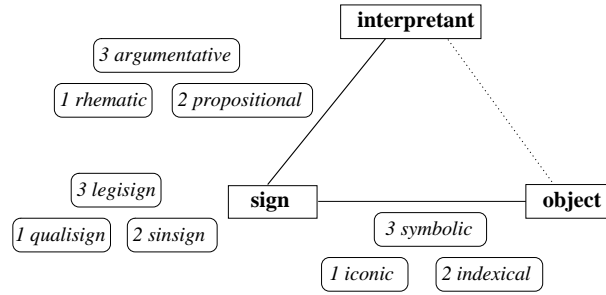 interpretant
3 argumentative
1 rhematic
2 propositional
3 legisign
sign
object
1 qualisign
2 sinsign
3 symbolic
1 iconic
2 indexical